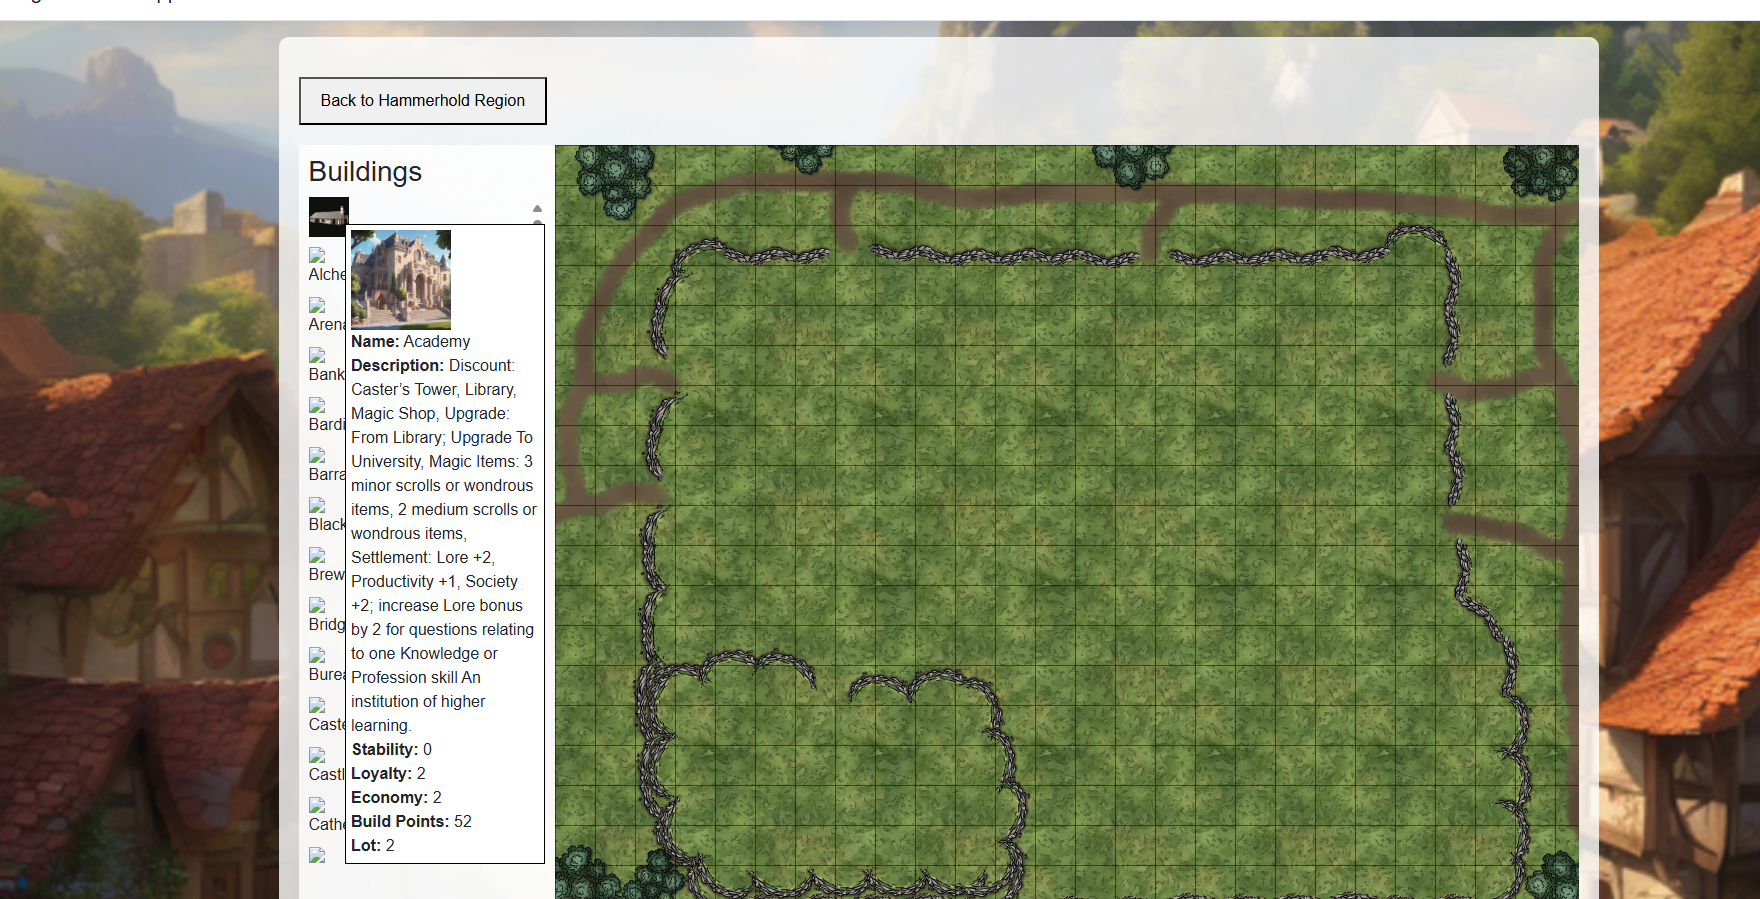 Back to Hammerhold Region
Buildings
Alche
Arena
Bank
Bardi
Barra
Black
Brew
Bridg
Burea
Caste
Castl
Cathe
Name: Academy
Description: Discount:
Caster’s Tower, Library,
Magic Shop, Upgrade:
From Library; Upgrade To
University, Magic Items: 3
minor scrolls or wondrous
items, 2 medium scrolls or
wondrous items,
Settlement: Lore +2,
Productivity +1, Society
+2; increase Lore bonus
by 2 for questions relating
to one Knowledge or
Profession skill An
institution of higher
learning.
Stability: 0
Loyalty: 2
Economy: 2
Build Points: 52
Lot: 2